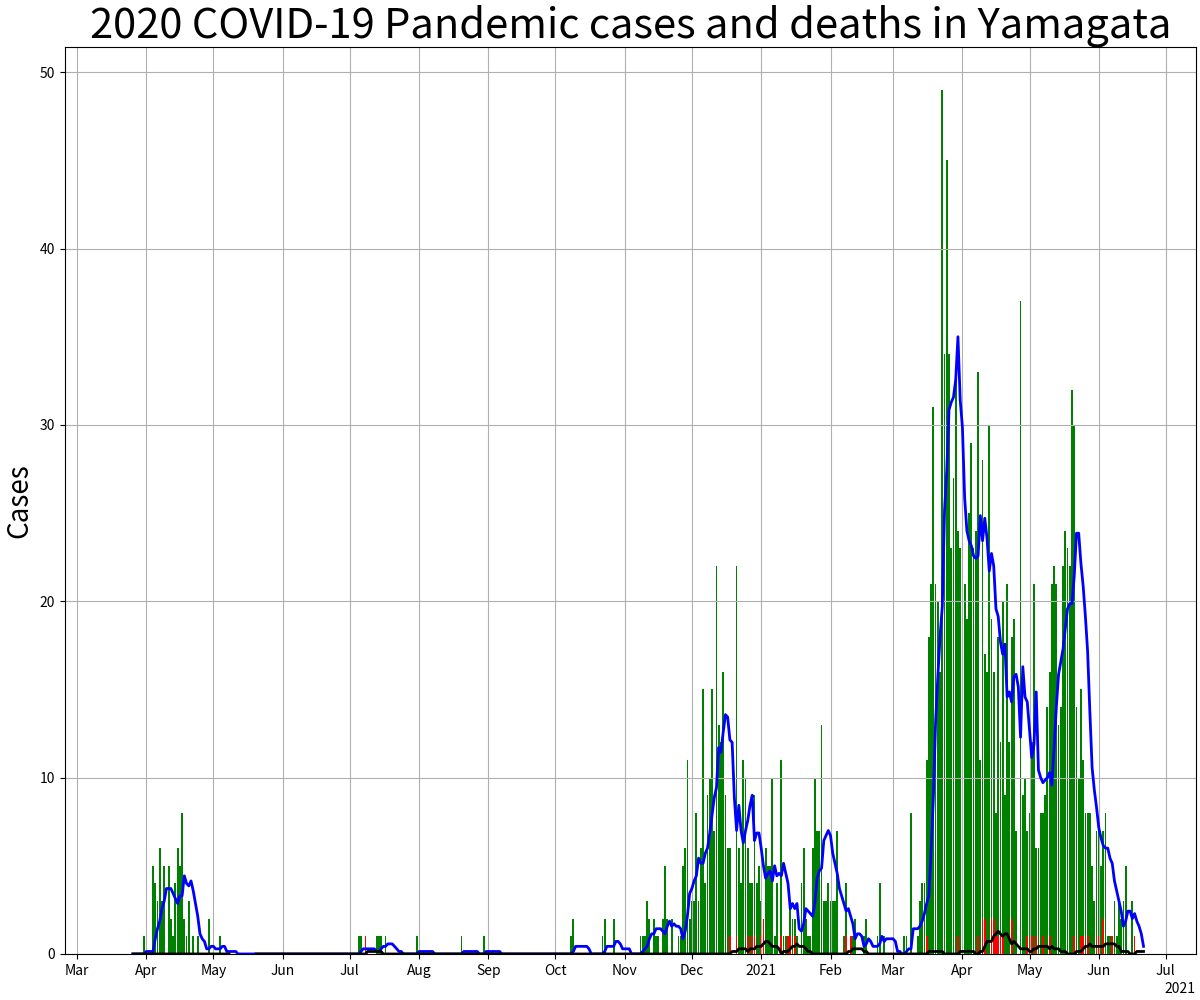 2020 COVID-19 Pandemic cases and deaths in Yamagata
50
40
30
20
10
0
Cases
Mar Apr May Jun Jul Aug Sep Oct Nov Dec 2021 Feb Mar Apr May Jun Jul
2021